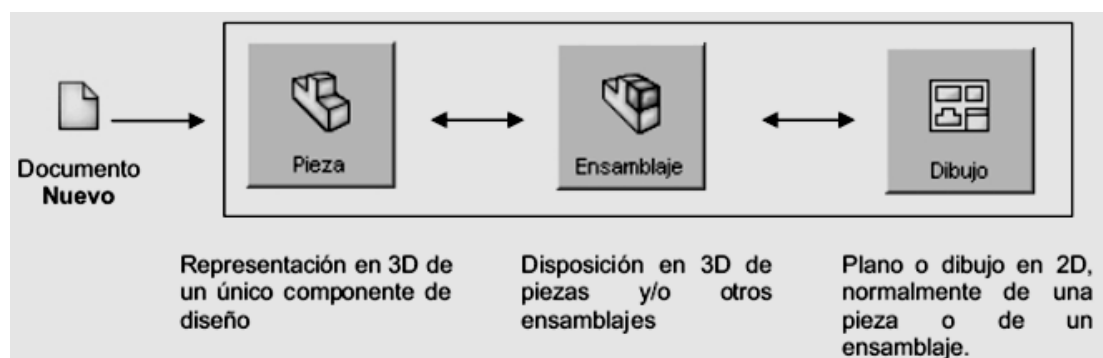 Documento
Nuevo
Pieza
Ensamblaje
Dibujo
Representación en 3D de
un único componente de
diseño
Disposición en 3D de
piezas y/o otros
ensamblajes
Plano o dibujo en 2D,
normalmente de una
pieza o de un
ensamblaje.